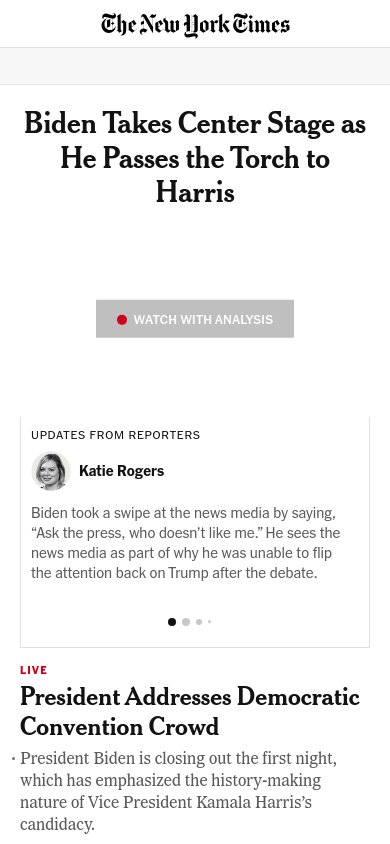 The New York Times
Biden Takes Center Stage as
He Passes the Torch to
Harris
WATCH WITH ANALYSIS
UPDATES FROM REPORTERS
Katie Rogers
Biden took a swipe at the news media by saying,
“Ask the press, who doesn’t like me.” He sees the
news media as part of why he was unable to flip
the attention back on Trump after the debate.
LIVE
President Addresses Democratic
Convention Crowd
• President Biden is closing out the first night,
which has emphasized the history-making
nature of Vice President Kamala Harris’s
candidacy.